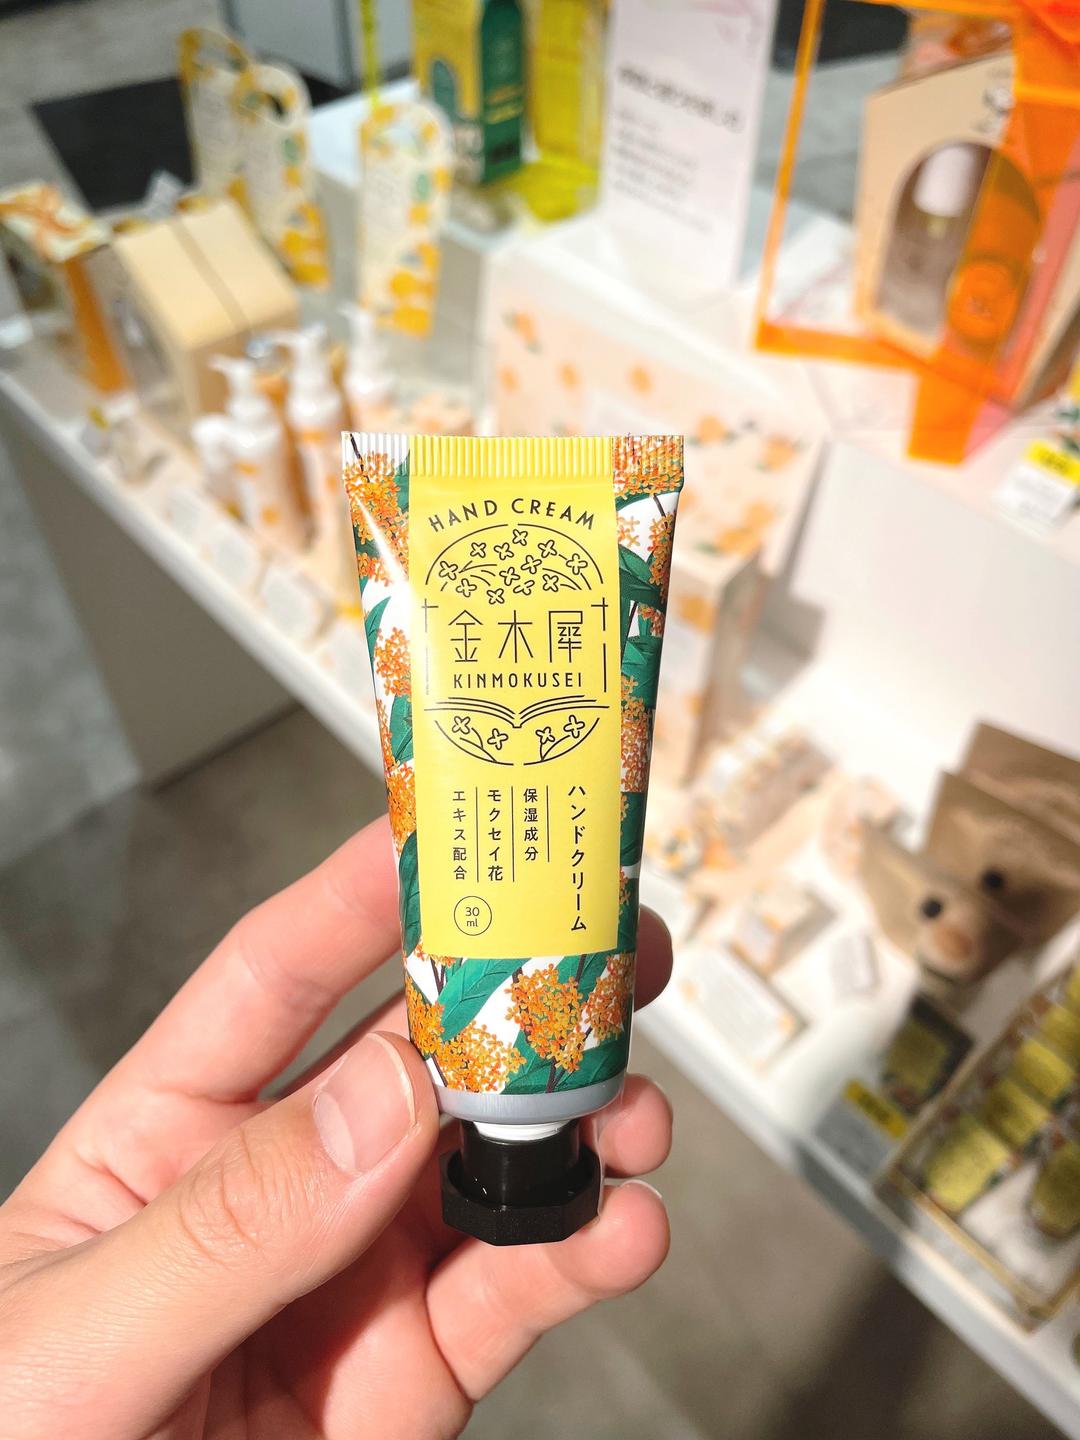 HAND CREAM
金木犀
KINMOKUSEI
ハンドクリーム
保湿成分
モクセイ花
エキス配合
30
ml